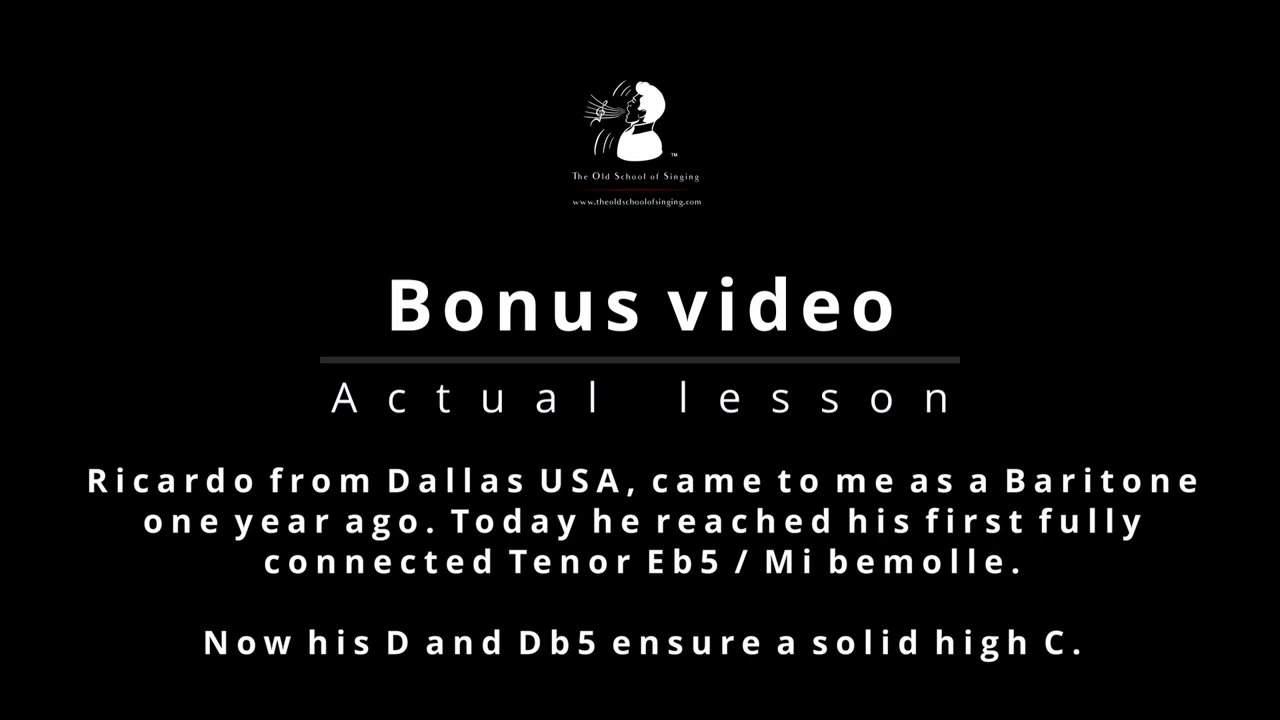 TM
The Old School of Singing
www.theoldschoolofsinging.com
Bonus video
Actual lesson
Ricardo from Dallas USA, came to me as a Baritone
one year ago. Today he reached his first fully
connected Tenor Eb5 / Mi bemolle.
Now his D and Db5 ensure a solid high C.